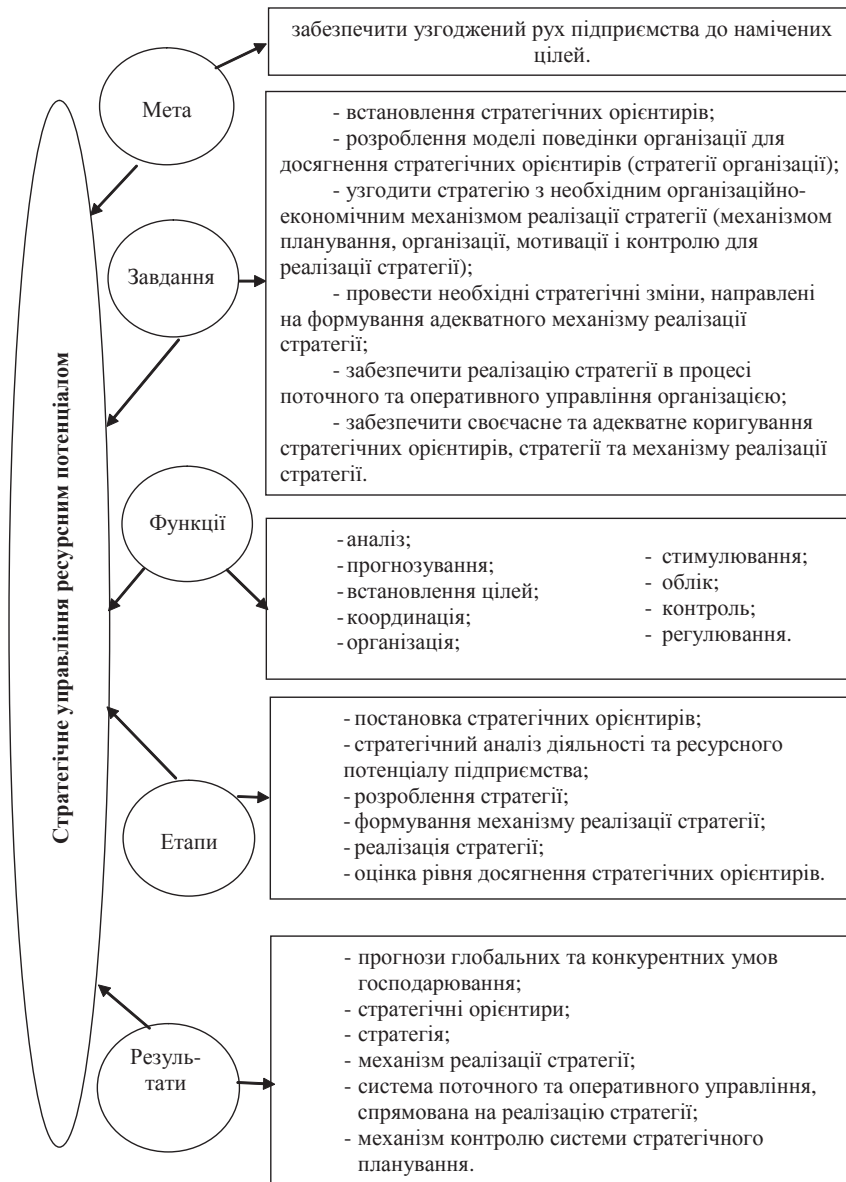 забезпечити узгоджений рух підприємства до намічених
цілей.
Мета
- встановлення стратегічних орієнтирів;
- розроблення моделі поведінки організації для
досягнення стратегічних орієнтирів (стратегії організації);
- узгодити стратегію з необхідним організаційно-
економічним механізмом реалізації стратегії (механізмом
планування, організації, мотивації і контролю для
реалізації стратегії);
- провести необхідні стратегічні зміни, направлені
на формування адекватного механізму реалізації
стратегії;
- забезпечити реалізацію стратегії в процесі
поточного та оперативного управління організацією;
- забезпечити своєчасне та адекватне коригування
стратегічних орієнтирів, стратегії та механізму реалізації
стратегії.
Завдання
Стратегічне управління ресурсним потенціалом
Функції
- аналіз;
- прогнозування;
- встановлення цілей;
- координація;
- організація;
- стимулювання;
- облік;
- контроль;
- регулювання.
Етапи
- постановка стратегічних орієнтирів;
- стратегічний аналіз діяльності та ресурсного
потенціалу підприємства;
- розроблення стратегії;
- формування механізму реалізації стратегії;
- реалізація стратегії;
- оцінка рівня досягнення стратегічних орієнтирів.
Резуль-
тати
- прогнози глобальних та конкурентних умов
господарювання;
- стратегічні орієнтири;
- стратегія;
- механізм реалізації стратегії;
- система поточного та оперативного управління,
спрямована на реалізацію стратегії;
- механізм контролю системи стратегічного
планування.